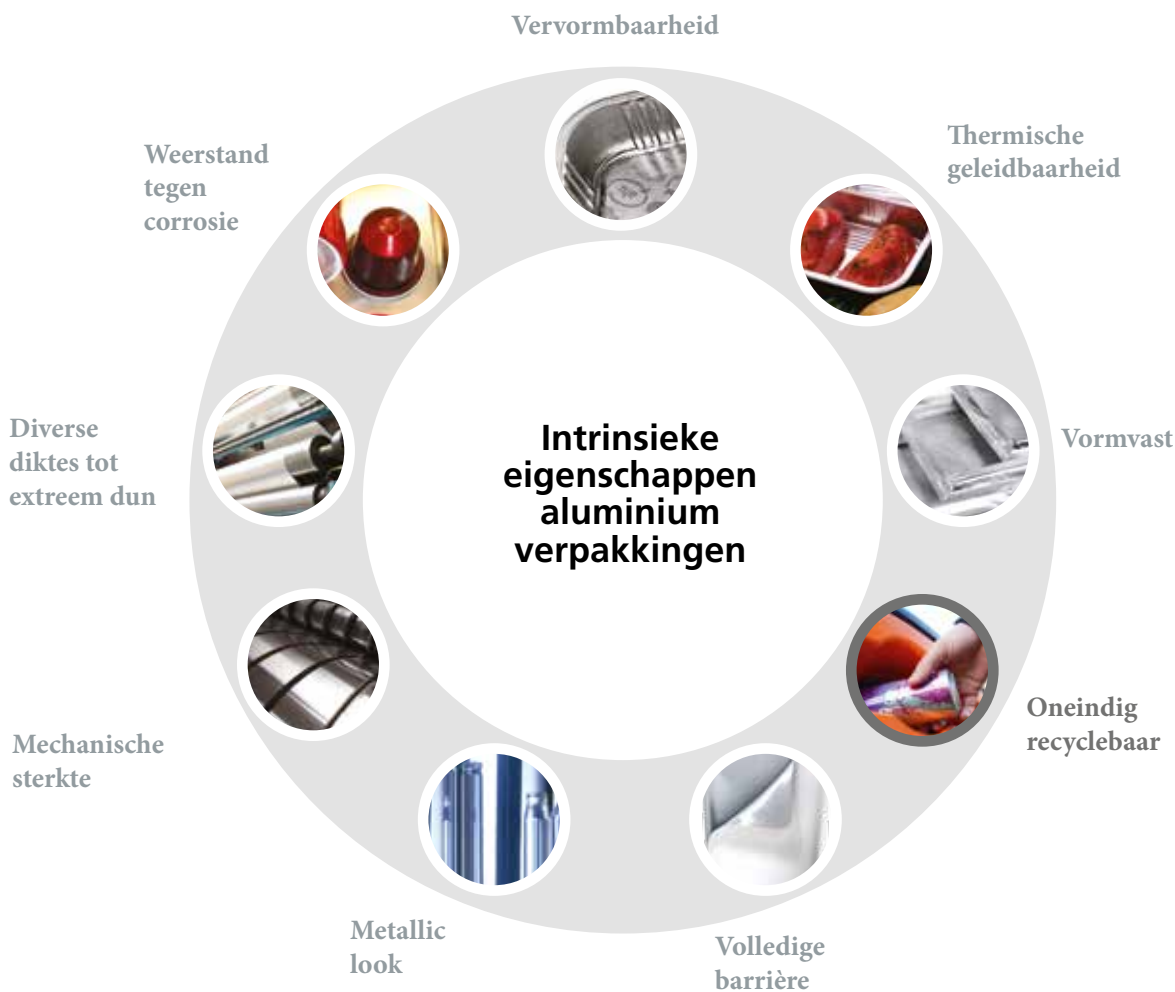 Vervormbaarheid
Thermische
geleidbaarheid
Weerstand
tegen
corrosie
Diverse
diktes tot
extreem dun
Intrinsieke
eigenschappen
aluminium
verpakkingen
Vormvast
Mechanische
sterkte
Oneindig
recyclebaar
Metallic
look
Volledige
barrière